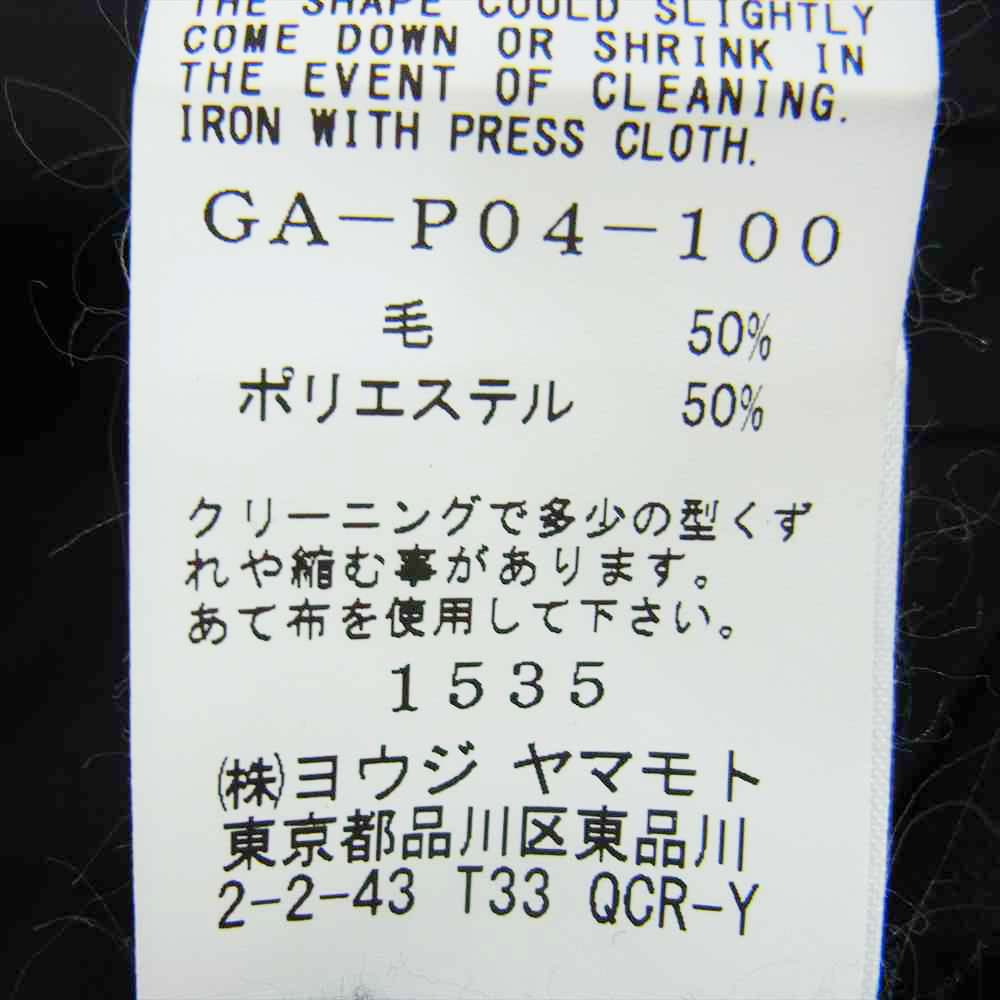 THE SHAPE COULD SLIGHTLY
COME DOWN OR SHRINK IN
THE EVENT OF CLEANING.
IRON WITH PRESS CLOTH.
GA-P04-100
毛 50%
ポリエステル 50%
クリーニングで多少の型くず
れや縮む事があります。
あて布を使用して下さい。
1535
㈱ヨウジ ヤマモト
東京都品川区東品川
2-2-43 T33 QCR-Y